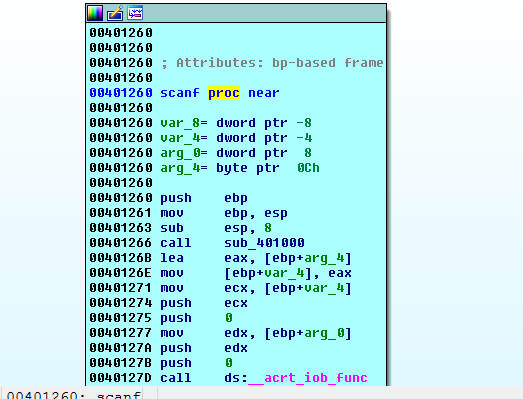 00401260
00401260
00401260 ; Attributes: bp-based frame
00401260
00401260 scanf proc near
00401260
00401260 var_8= dword ptr -8
00401260 var_4= dword ptr -4
00401260 arg_0= dword ptr  8
00401260 arg_4= byte ptr  0Ch
00401260
00401260 push    ebp
00401261 mov     ebp, esp
00401263 sub     esp, 8
00401266 call    sub_401000
0040126B lea     eax, [ebp+arg_4]
0040126E mov     [ebp+var_4], eax
00401271 mov     ecx, [ebp+var_4]
00401274 push    ecx
00401275 push    0
00401277 mov     edx, [ebp+arg_0]
0040127A push    edx
0040127B push    0
0040127D call    ds:__acrt_iob_func
00401260: scanf